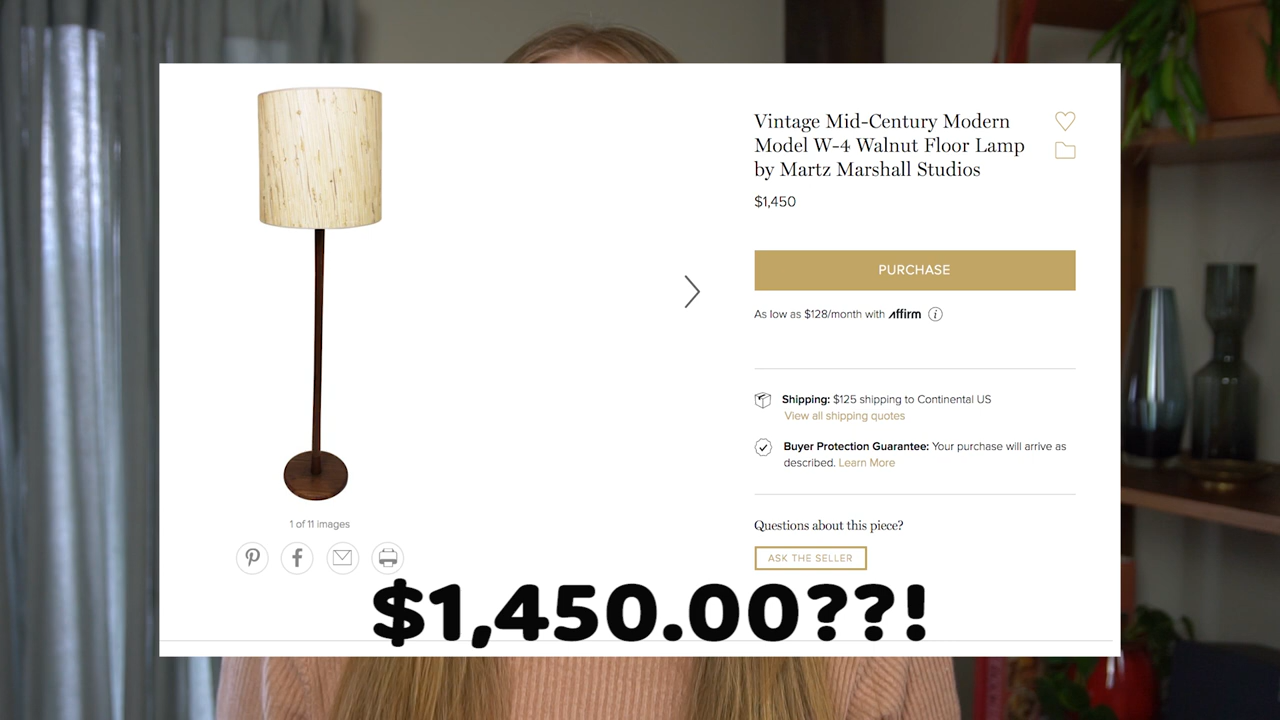 Vintage Mid-Century Modern
Model W-4 Walnut Floor Lamp
by Martz Marshall Studios
$1,450
PURCHASE
As low as $128/month with affirm i
Shipping: $125 shipping to Continental US
View all shipping quotes
Buyer Protection Guarantee: Your purchase will arrive as
described. Learn More
Questions about this piece?
ASK THE SELLER
1 of 11 images
$1,450.00??!